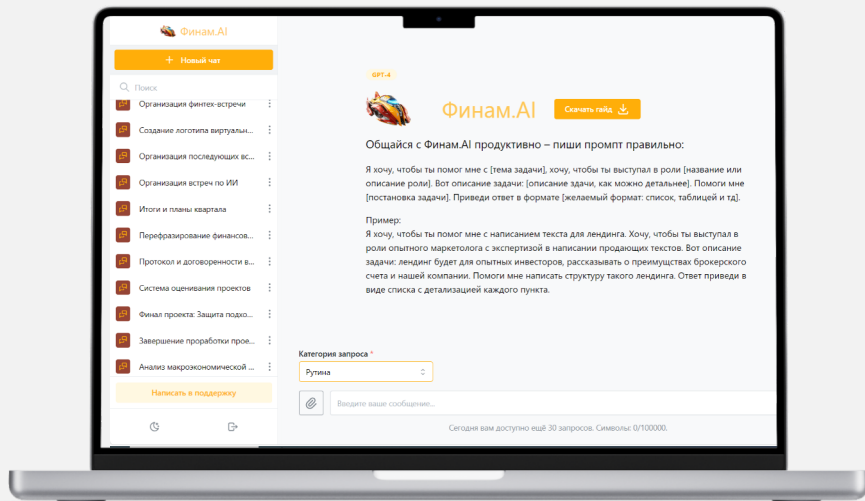 Финам.AI
Новый чат
Поиск
Организация финтех-встречи
Создание логотипа виртуальн...
Организация последующих вс...
Организация встреч по ИИ
Итоги и планы квартала
Перефразирование финансов...
Протокол и договоренности в...
Система оценивания проектов
Финал проекта: Защита подхо...
Завершение проработки прое...
Анализ макроэкономической ...
Написать в поддержку
GPT-4
Финам.AI
Скачать гайд
Общайся с Финам.AI продуктивно – пиши промпт правильно:
Я хочу, чтобы ты помог мне с [тема задачи], хочу, чтобы ты выступал в роли [название или
описание роли]. Вот описание задачи: [описание здачи, как можно детальнее]. Помоги мне
[постановка задачи]. Приведи ответ в формате [желаемый формат: список, таблицей и тд].
Пример:
Я хочу, чтобы ты помог мне с написанием текста для лендинга. Хочу, чтобы ты выступал в
роли опытного маркетолога с экспертизой в написании продающих текстов. Вот описание
задачи: лендинг будет для опытных инвесторов, рассказывать о преимуществах брокерского
счета и нашей компании. Помоги мне написать структуру такого лендинга. Ответ приведи в
виде списка с детализацией каждого пункта.
Категория запроса *
Рутина
Введите ваше сообщение...
Сегодня вам доступно ещё 30 запросов. Символы: 0/100000.